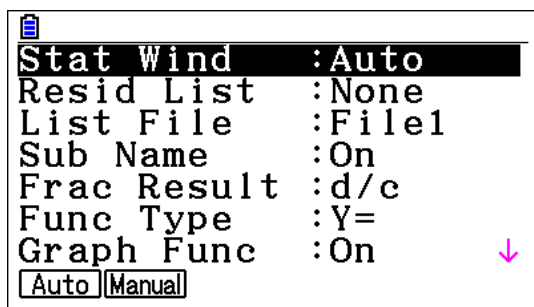 Stat Wind :Auto
Resid List :None
List File :File1
Sub Name :On
Frac Result :d/c
Func Type :Y=
Graph Func :On ↓
Auto Manual